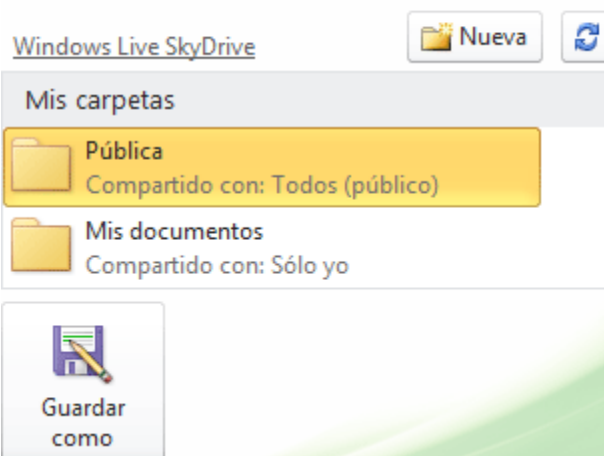 Windows Live SkyDrive
Nueva
Mis carpetas
Pública
Compartido con: Todos (público)
Mis documentos
Compartido con: Sólo yo
Guardar
como